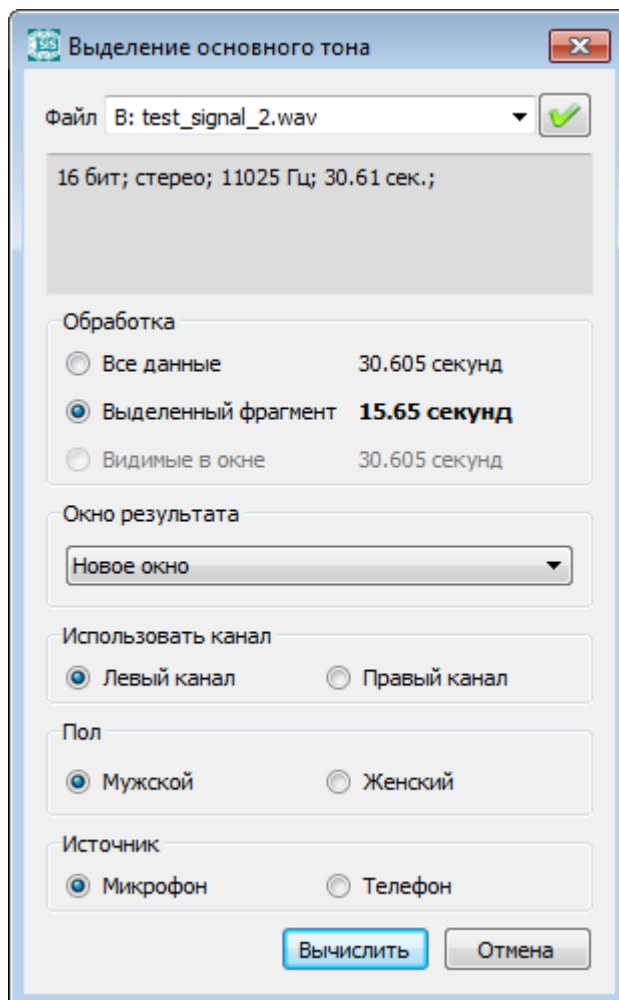 Выделение основного тона
Файл B: test_signal_2.wav
16 бит; стерео; 11025 Гц; 30.61 сек.;
Обработка
Все данные 30.605 секунд
Выделенный фрагмент 15.65 секунд
Видимые в окне 30.605 секунд
Окно результата
Новое окно
Использовать канал
Левый канал Правый канал
Пол
Мужской Женский
Источник
Микрофон Телефон
Вычислить Отмена